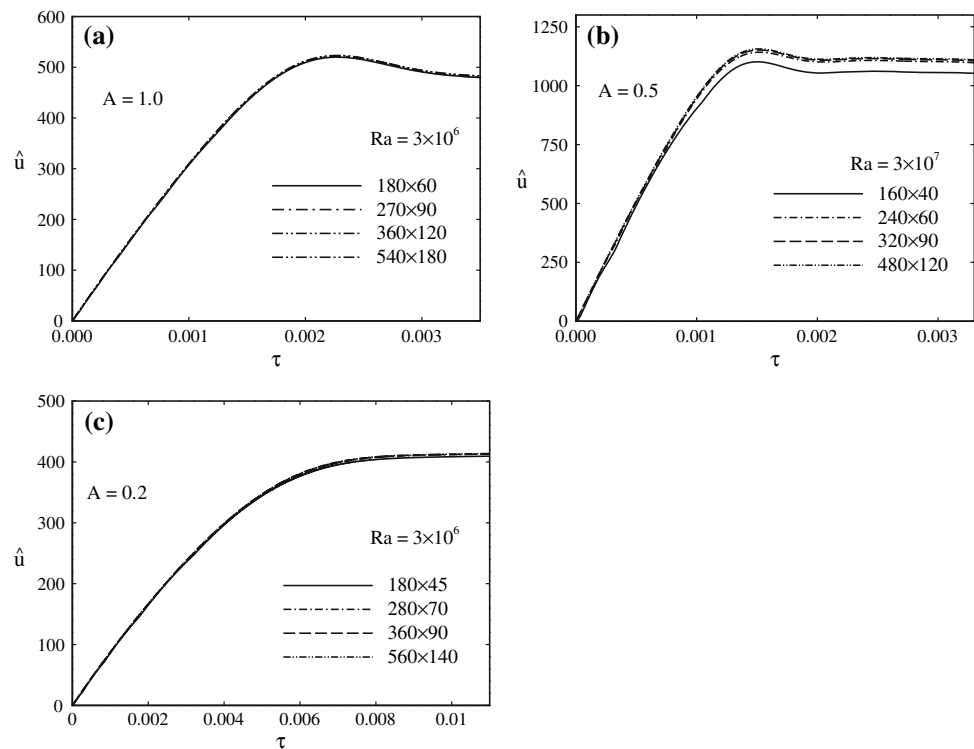 (a)
600
500
400
300
200
100
0
û
A = 1.0
Ra = 3×10⁶
180×60
270×90
360×120
540×180
0.000 0.001 0.002 0.003
τ
(b)
1250
1000
750
500
250
0
û
A = 0.5
Ra = 3×10⁷
160×40
240×60
320×90
480×120
0.000 0.001 0.002 0.003
τ
(c)
500
400
300
200
100
0
û
A = 0.2
Ra = 3×10⁶
180×45
280×70
360×90
560×140
0 0.002 0.004 0.006 0.008 0.01
τ